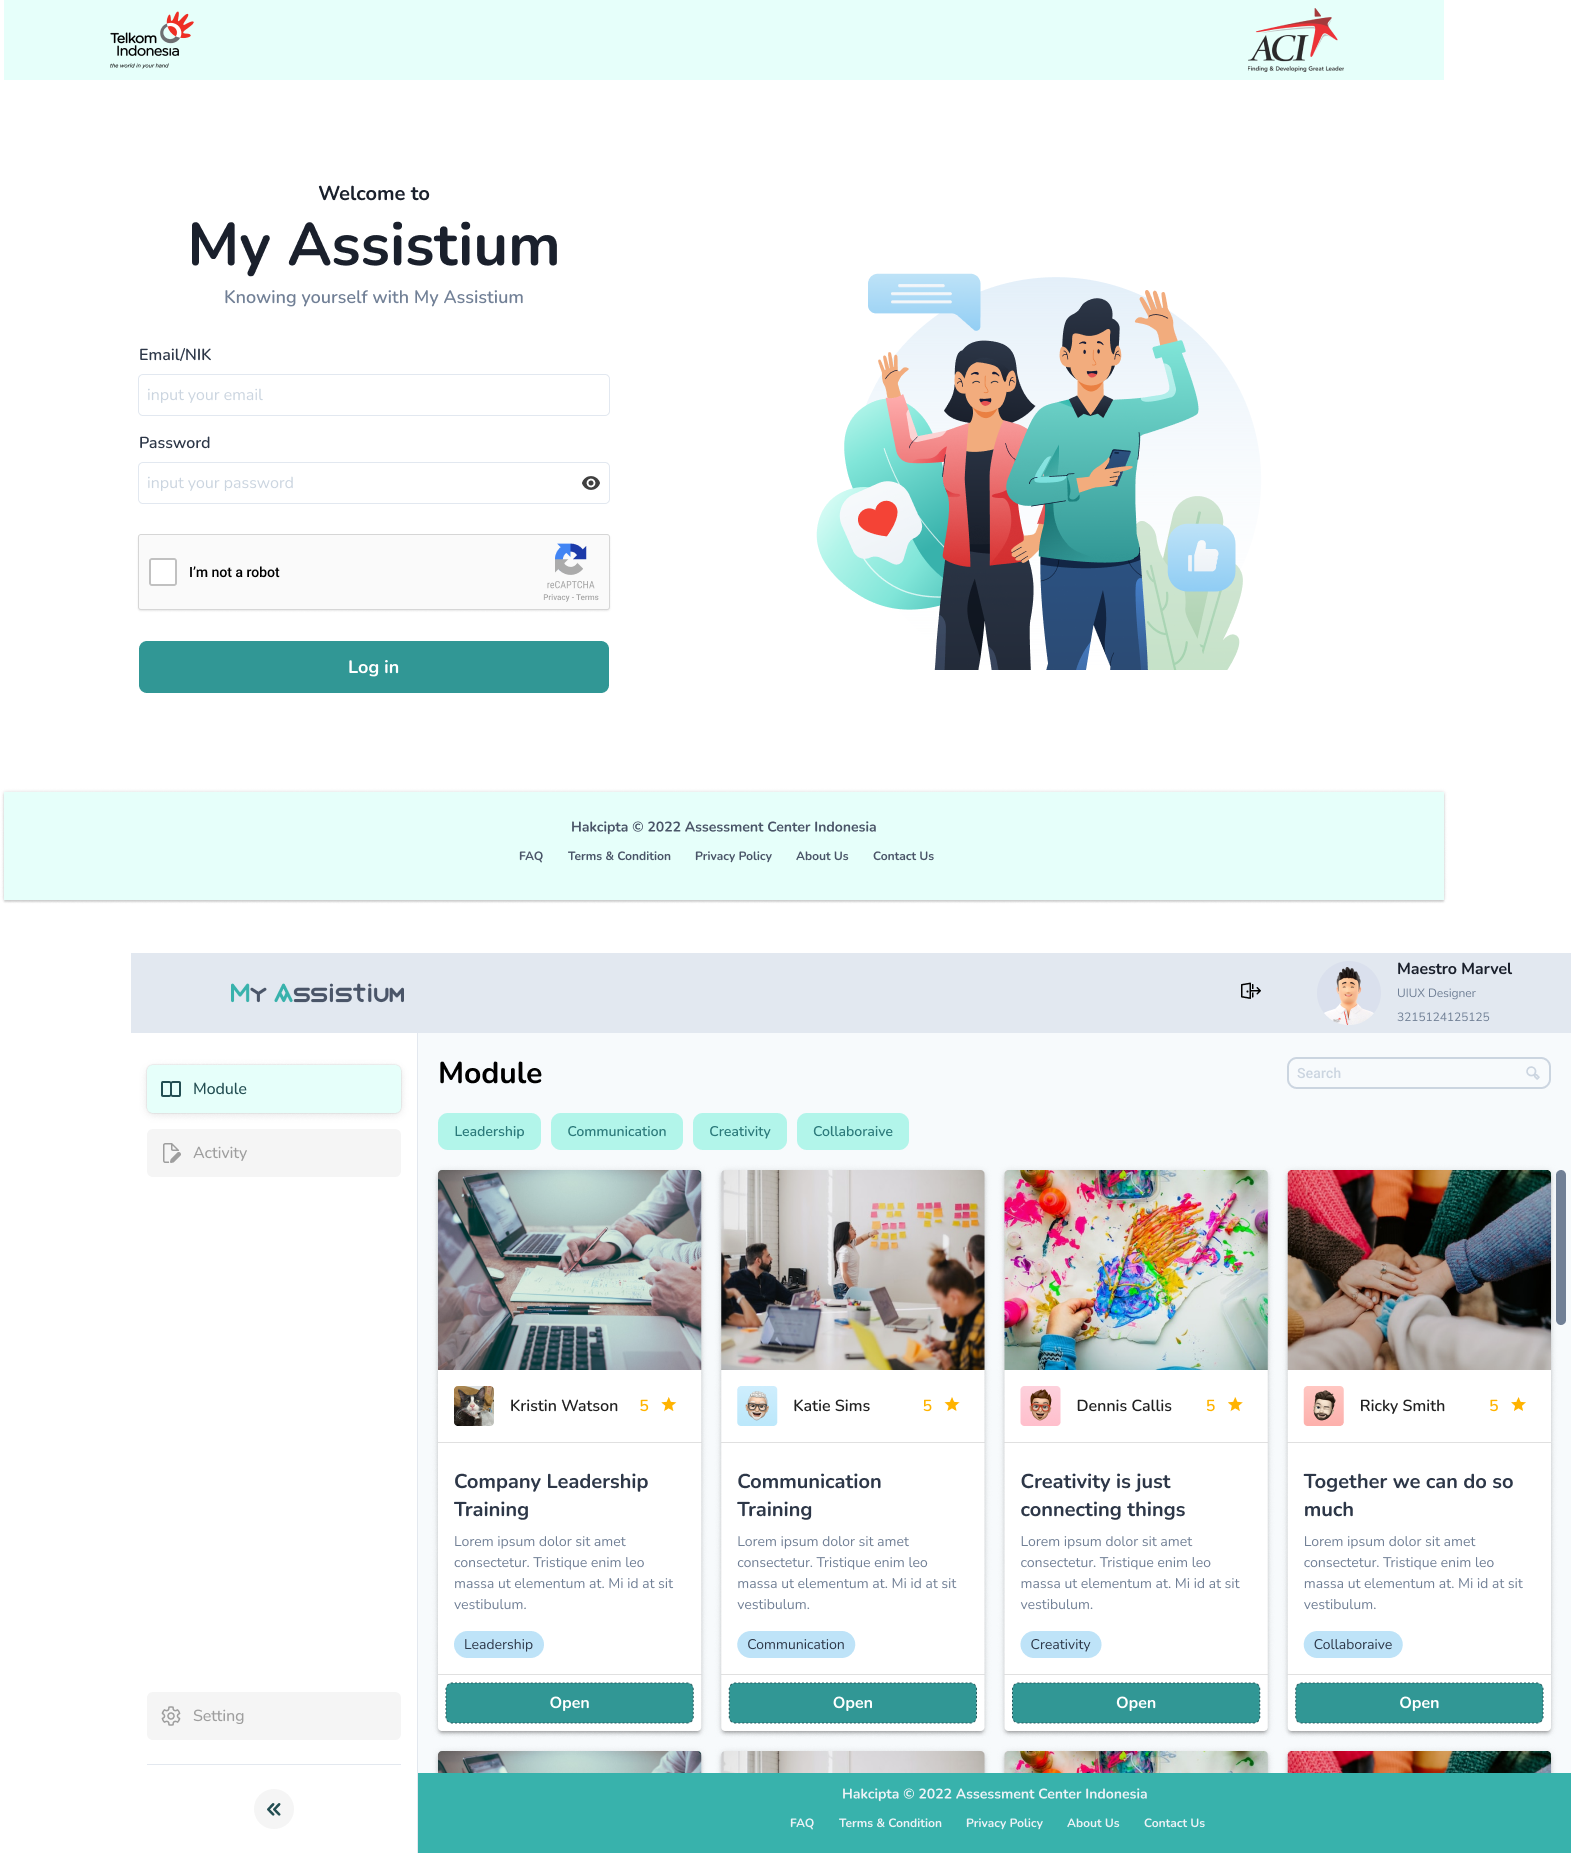 Telkom
Indonesia
the world in your hand
ACI
Finding & Developing Great Leader
Welcome to
My Assistium
Knowing yourself with My Assistium
Email/NIK
input your email
Password
input your password
I'm not a robot
reCAPTCHA
Privacy - Terms
Log in
Hakcipta © 2022 Assessment Center Indonesia
FAQ Terms & Condition Privacy Policy About Us Contact Us
My Assistium
Maestro Marvel
UIUX Designer
3215124125125
Module
Activity
Setting
Module
Search
Leadership Communication Creativity Collaboraive
Kristin Watson 5
Company Leadership
Training
Lorem ipsum dolor sit amet
consectetur. Tristique enim leo
massa ut elementum at. Mi id at sit
vestibulum.
Leadership
Open
Katie Sims 5
Communication
Training
Lorem ipsum dolor sit amet
consectetur. Tristique enim leo
massa ut elementum at. Mi id at sit
vestibulum.
Communication
Open
Dennis Callis 5
Creativity is just
connecting things
Lorem ipsum dolor sit amet
consectetur. Tristique enim leo
massa ut elementum at. Mi id at sit
vestibulum.
Creativity
Open
Ricky Smith 5
Together we can do so
much
Lorem ipsum dolor sit amet
consectetur. Tristique enim leo
massa ut elementum at. Mi id at sit
vestibulum.
Collaboraive
Open
Hakcipta © 2022 Assessment Center Indonesia
FAQ Terms & Condition Privacy Policy About Us Contact Us